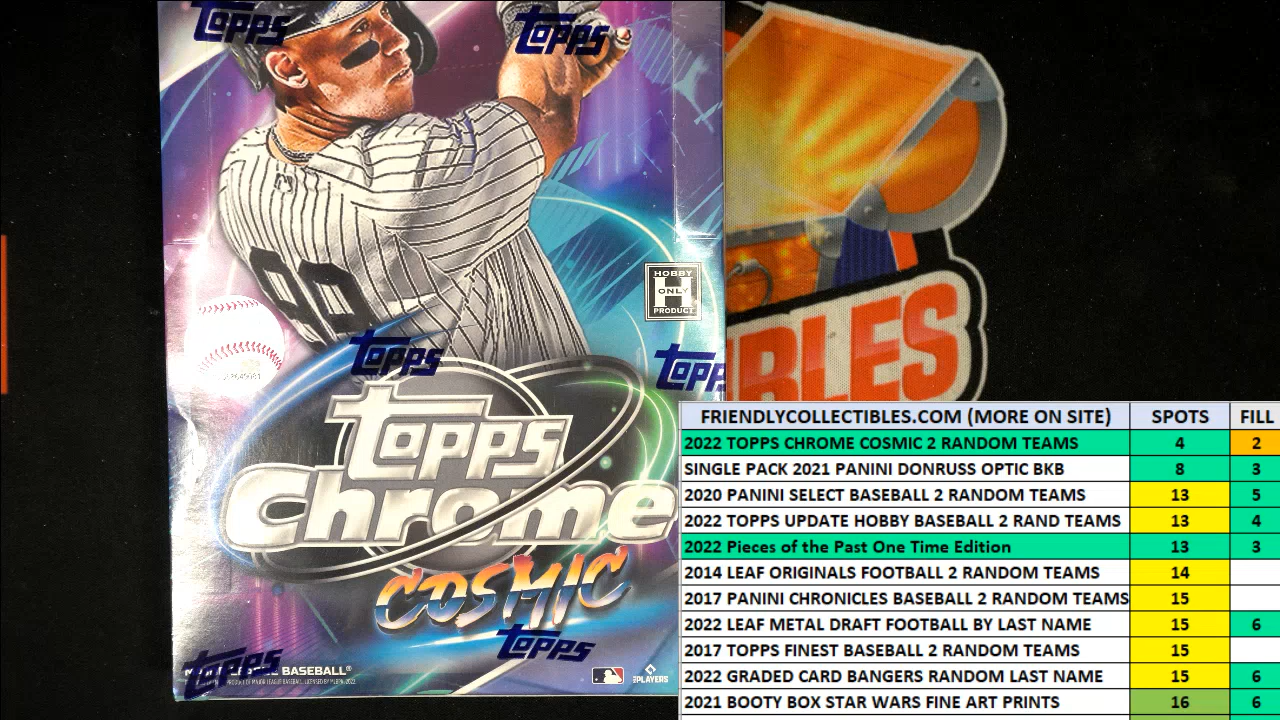 topps
topps
99
HOBBY
H
ONLY
PRODUCT
topps
topps
topps
Chrome
COSMIC
topps
topps
BASEBALL®
PLAYERS
BLES
FRIENDLYCOLLECTIBLES.COM (MORE ON SITE) SPOTS FILL
2022 TOPPS CHROME COSMIC 2 RANDOM TEAMS 4 2
SINGLE PACK 2021 PANINI DONRUSS OPTIC BKB 8 3
2020 PANINI SELECT BASEBALL 2 RANDOM TEAMS 13 5
2022 TOPPS UPDATE HOBBY BASEBALL 2 RAND TEAMS 13 4
2022 Pieces of the Past One Time Edition 13 3
2014 LEAF ORIGINALS FOOTBALL 2 RANDOM TEAMS 14
2017 PANINI CHRONICLES BASEBALL 2 RANDOM TEAMS 15
2022 LEAF METAL DRAFT FOOTBALL BY LAST NAME 15 6
2017 TOPPS FINEST BASEBALL 2 RANDOM TEAMS 15
2022 GRADED CARD BANGERS RANDOM LAST NAME 15 6
2021 BOOTY BOX STAR WARS FINE ART PRINTS 16 6